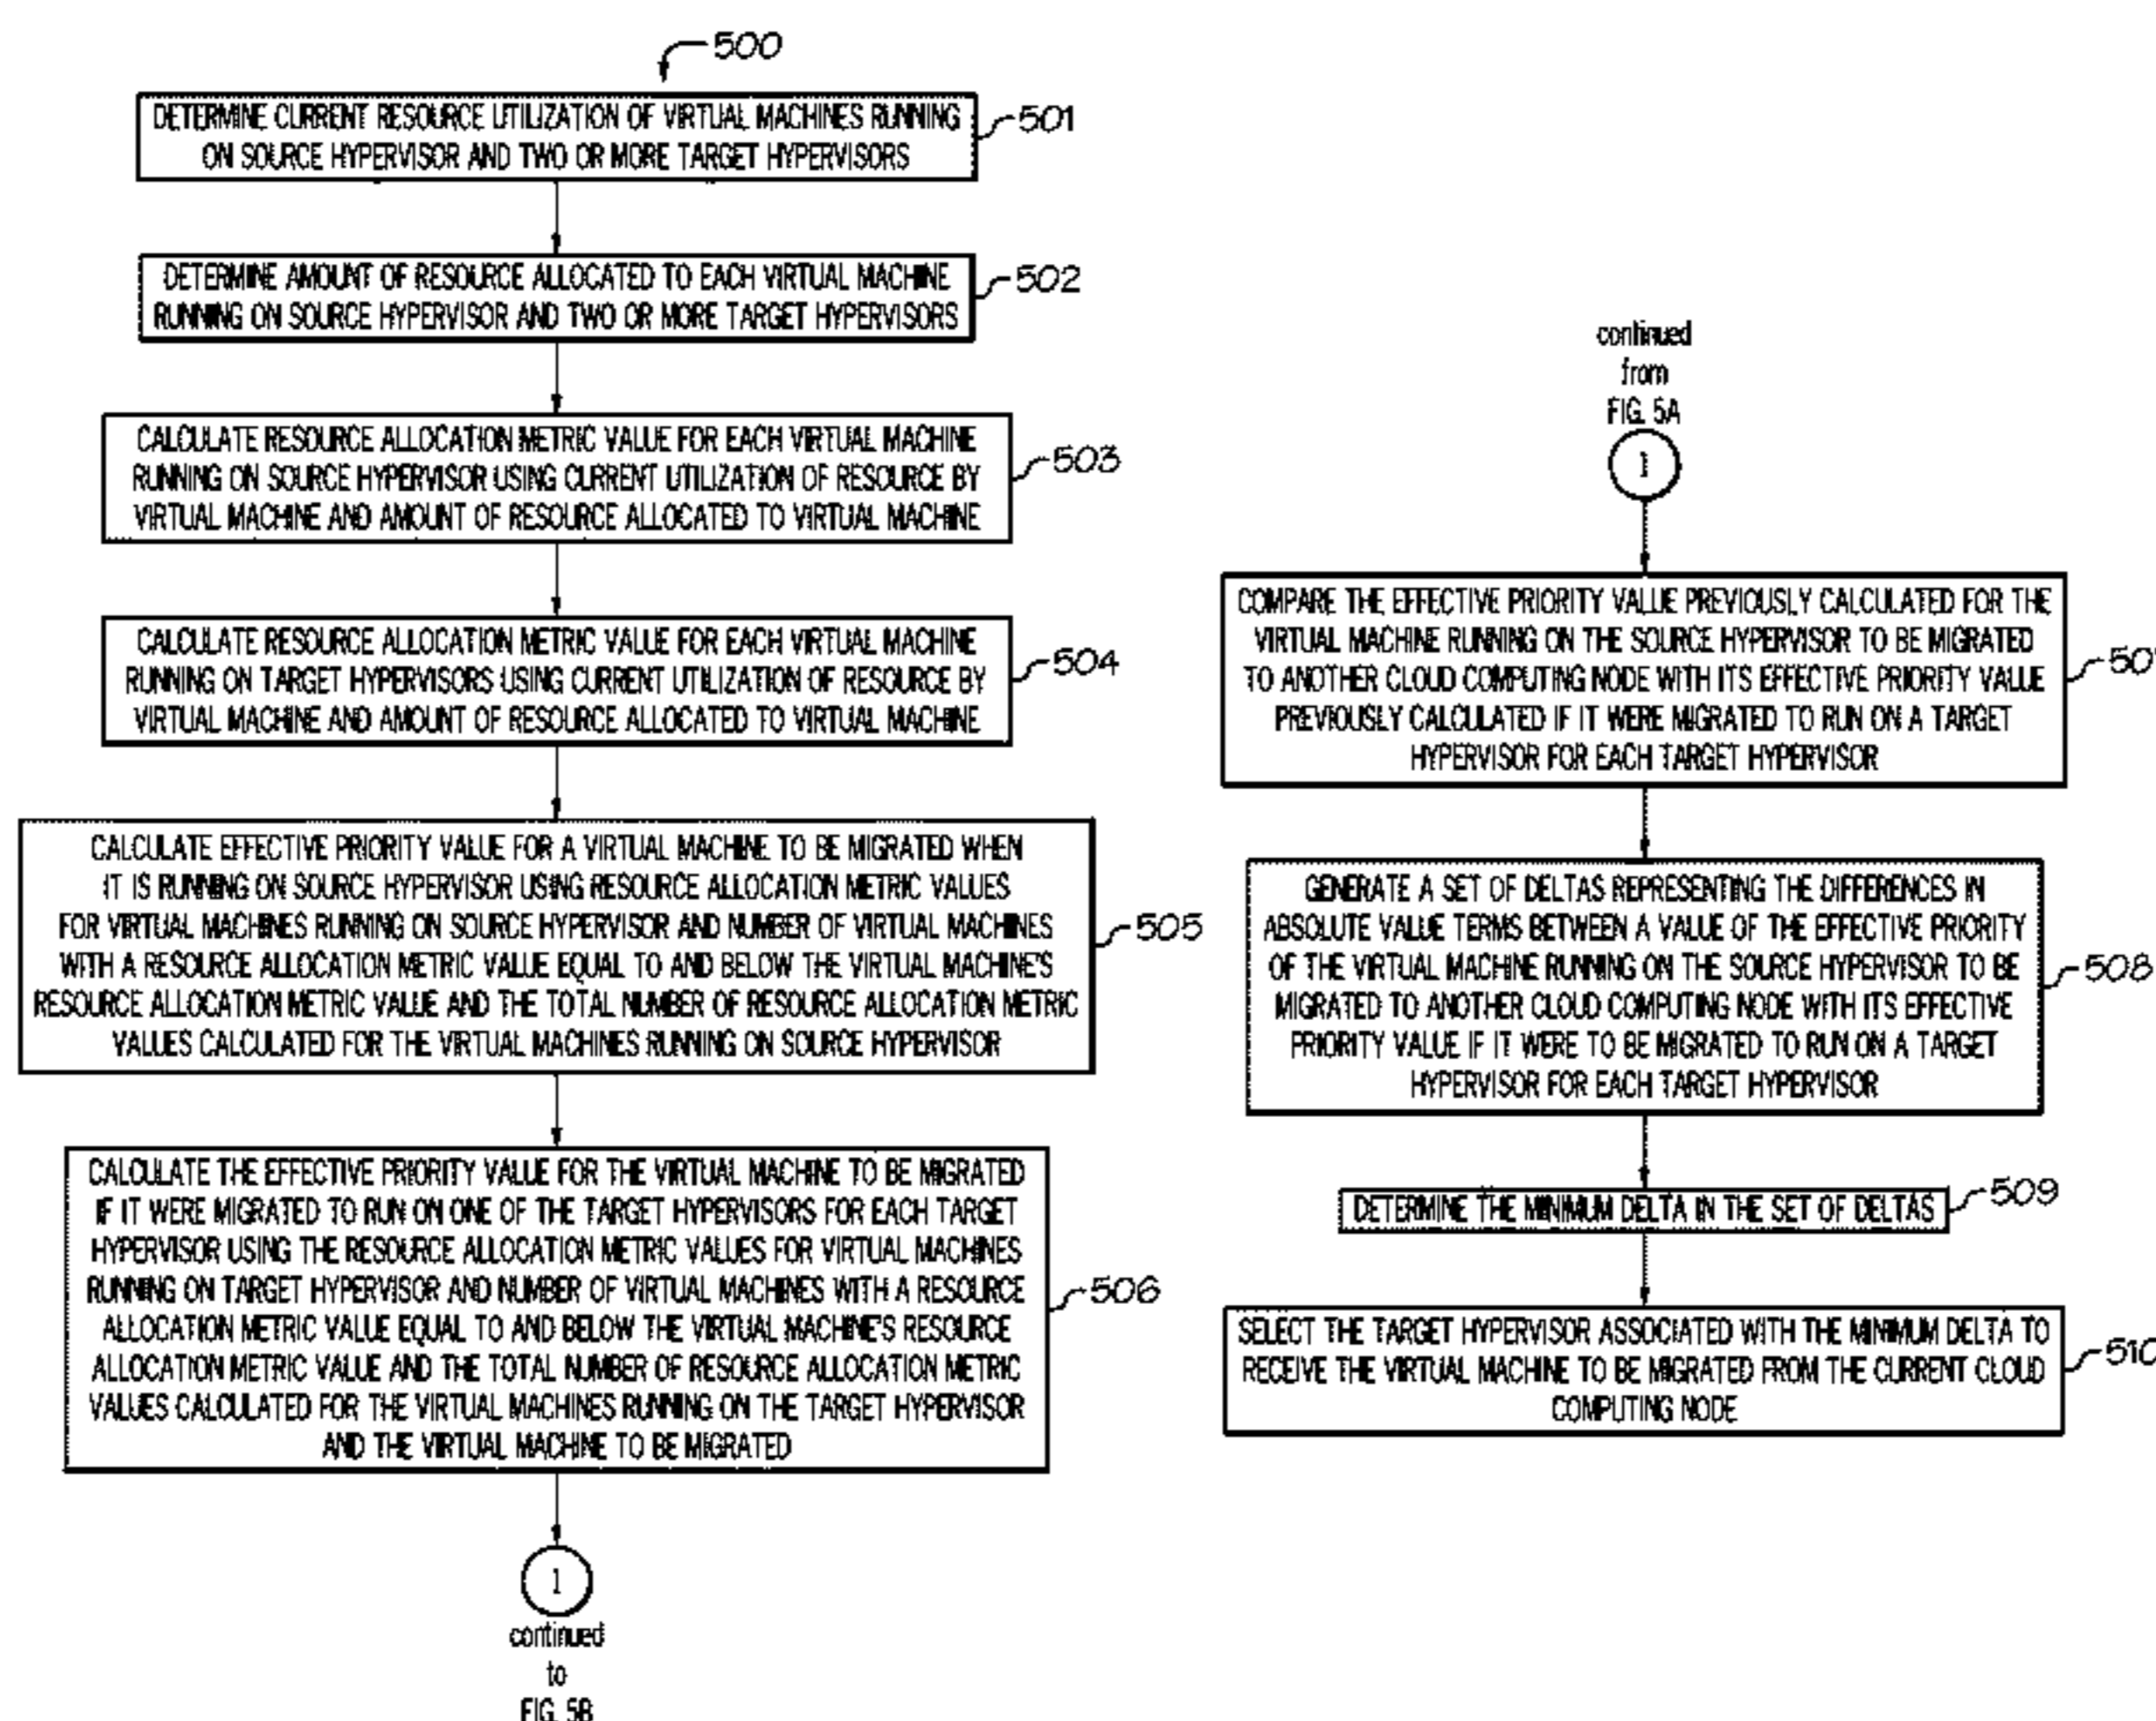 500
DETERMINE CURRENT RESOURCE UTILIZATION OF VIRTUAL MACHINES RUNNING
ON SOURCE HYPERVISOR AND TWO OR MORE TARGET HYPERVISORS
501
DETERMINE AMOUNT OF RESOURCE ALLOCATED TO EACH VIRTUAL MACHINE
RUNNING ON SOURCE HYPERVISOR AND TWO OR MORE TARGET HYPERVISORS
502
CALCULATE RESOURCE ALLOCATION METRIC VALUE FOR EACH VIRTUAL MACHINE
RUNNING ON SOURCE HYPERVISOR USING CURRENT UTILIZATION OF RESOURCE BY
VIRTUAL MACHINE AND AMOUNT OF RESOURCE ALLOCATED TO VIRTUAL MACHINE
503
CALCULATE RESOURCE ALLOCATION METRIC VALUE FOR EACH VIRTUAL MACHINE
RUNNING ON TARGET HYPERVISORS USING CURRENT UTILIZATION OF RESOURCE BY
VIRTUAL MACHINE AND AMOUNT OF RESOURCE ALLOCATED TO VIRTUAL MACHINE
504
CALCULATE EFFECTIVE PRIORITY VALUE FOR A VIRTUAL MACHINE TO BE MIGRATED WHEN
IT IS RUNNING ON SOURCE HYPERVISOR USING RESOURCE ALLOCATION METRIC VALUES
FOR VIRTUAL MACHINES RUNNING ON SOURCE HYPERVISOR AND NUMBER OF VIRTUAL MACHINES
WITH A RESOURCE ALLOCATION METRIC VALUE EQUAL TO AND BELOW THE VIRTUAL MACHINE'S
RESOURCE ALLOCATION METRIC VALUE AND THE TOTAL NUMBER OF RESOURCE ALLOCATION METRIC
VALUES CALCULATED FOR THE VIRTUAL MACHINES RUNNING ON SOURCE HYPERVISOR
505
CALCULATE THE EFFECTIVE PRIORITY VALUE FOR THE VIRTUAL MACHINE TO BE MIGRATED
IF IT WERE MIGRATED TO RUN ON ONE OF THE TARGET HYPERVISORS FOR EACH TARGET
HYPERVISOR USING THE RESOURCE ALLOCATION METRIC VALUES FOR VIRTUAL MACHINES
RUNNING ON TARGET HYPERVISOR AND NUMBER OF VIRTUAL MACHINES WITH A RESOURCE
ALLOCATION METRIC VALUE EQUAL TO AND BELOW THE VIRTUAL MACHINE'S RESOURCE
ALLOCATION METRIC VALUE AND THE TOTAL NUMBER OF RESOURCE ALLOCATION METRIC
VALUES CALCULATED FOR THE VIRTUAL MACHINES RUNNING ON THE TARGET HYPERVISOR
AND THE VIRTUAL MACHINE TO BE MIGRATED
506
1
continued
to
FIG. 5B
continued
from
FIG. 5A
1
COMPARE THE EFFECTIVE PRIORITY VALUE PREVIOUSLY CALCULATED FOR THE
VIRTUAL MACHINE RUNNING ON THE SOURCE HYPERVISOR TO BE MIGRATED
TO ANOTHER CLOUD COMPUTING NODE WITH ITS EFFECTIVE PRIORITY VALUE
PREVIOUSLY CALCULATED IF IT WERE MIGRATED TO RUN ON A TARGET
HYPERVISOR FOR EACH TARGET HYPERVISOR
GENERATE A SET OF DELTAS REPRESENTING THE DIFFERENCES IN
ABSOLUTE VALUE TERMS BETWEEN A VALUE OF THE EFFECTIVE PRIORITY
OF THE VIRTUAL MACHINE RUNNING ON THE SOURCE HYPERVISOR TO BE
MIGRATED TO ANOTHER CLOUD COMPUTING NODE WITH ITS EFFECTIVE
PRIORITY VALUE IF IT WERE TO BE MIGRATED TO RUN ON A TARGET
HYPERVISOR FOR EACH TARGET HYPERVISOR
508
DETERMINE THE MINIMUM DELTA IN THE SET OF DELTAS
509
SELECT THE TARGET HYPERVISOR ASSOCIATED WITH THE MINIMUM DELTA TO
RECEIVE THE VIRTUAL MACHINE TO BE MIGRATED FROM THE CURRENT CLOUD
COMPUTING NODE
510